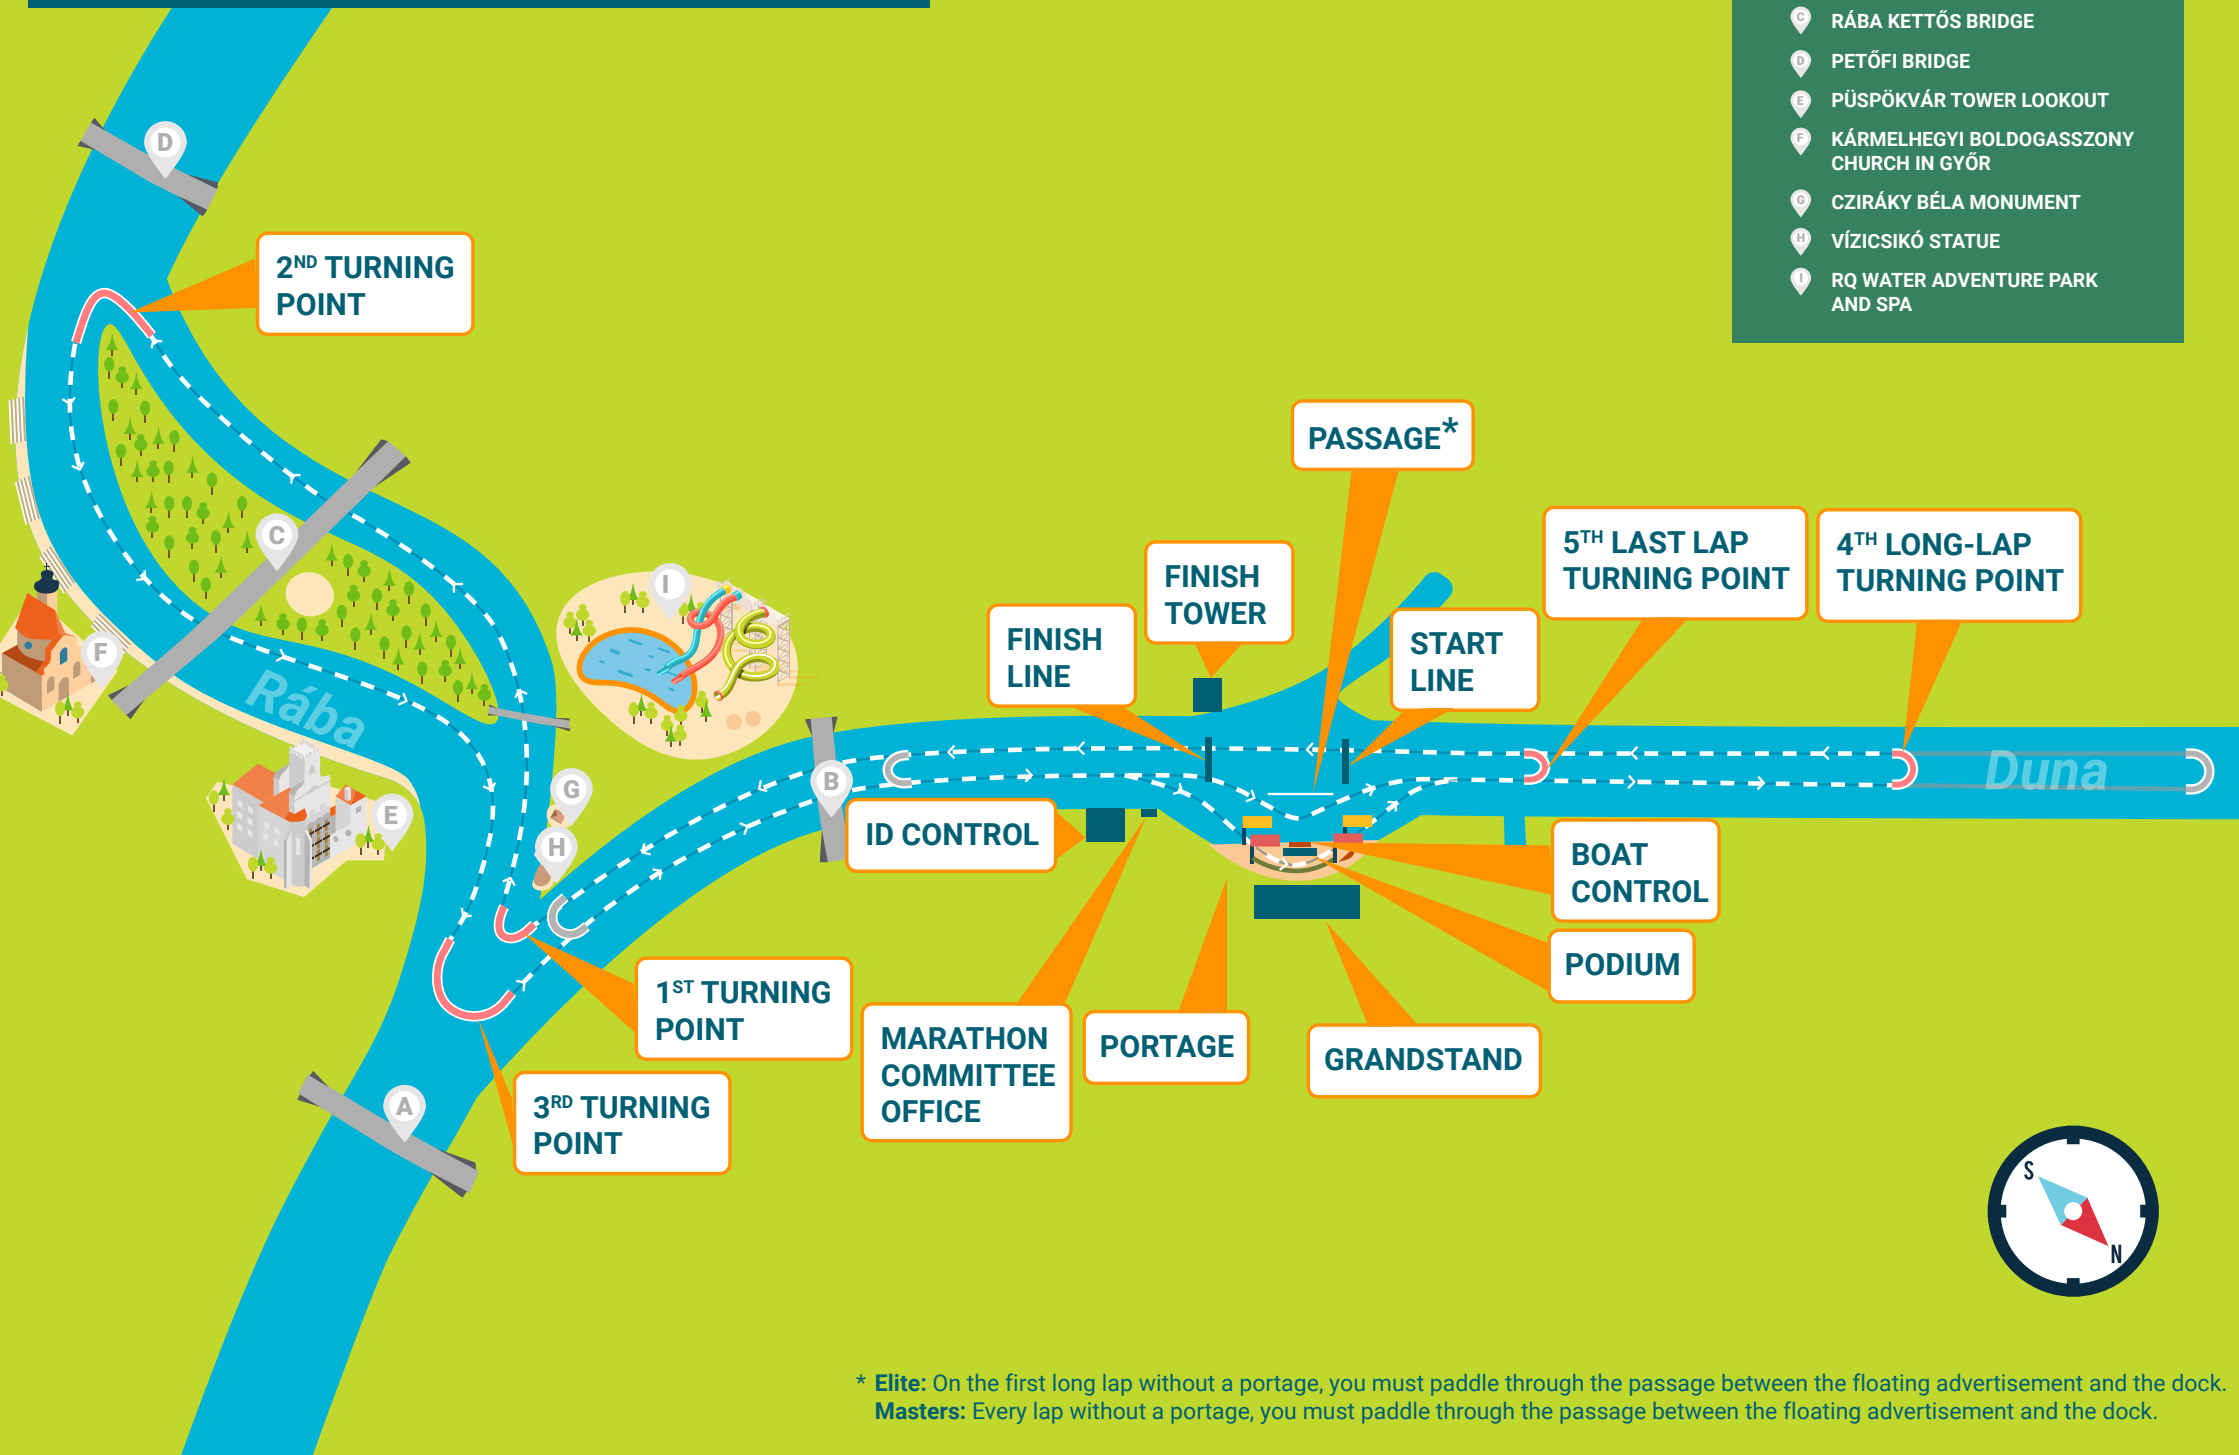 C RÁBA KETTŐS BRIDGE
D PETŐFI BRIDGE
E PÜSPÖKVÁR TOWER LOOKOUT
F KÁRMELHEGYI BOLDOGASSZONY
CHURCH IN GYŐR
G CZIRÁKY BÉLA MONUMENT
H VÍZICSIKÓ STATUE
I RQ WATER ADVENTURE PARK
AND SPA
D
2ND TURNING
POINT
C
F
Rába
E
I
G
H
B
A
PASSAGE*
FINISH
TOWER
FINISH
LINE
START
LINE
5TH LAST LAP
TURNING POINT
4TH LONG-LAP
TURNING POINT
Duna
ID CONTROL
BOAT
CONTROL
PODIUM
1ST TURNING
POINT
3RD TURNING
POINT
MARATHON
COMMITTEE
OFFICE
PORTAGE
GRANDSTAND
S
N
* Elite: On the first long lap without a portage, you must paddle through the passage between the floating advertisement and the dock.
Masters: Every lap without a portage, you must paddle through the passage between the floating advertisement and the dock.